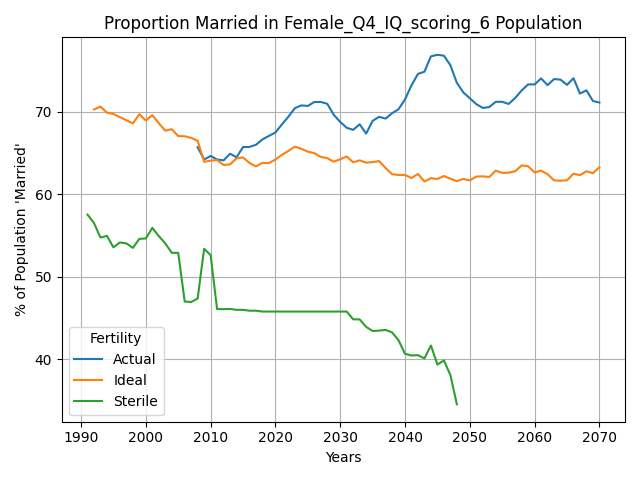 Proportion Married in Female_Q4_IQ_scoring_6 Population
% of Population 'Married'
70
60
50
40
Fertility
Actual
Ideal
Sterile
1990 2000 2010 2020 2030 2040 2050 2060 2070
Years